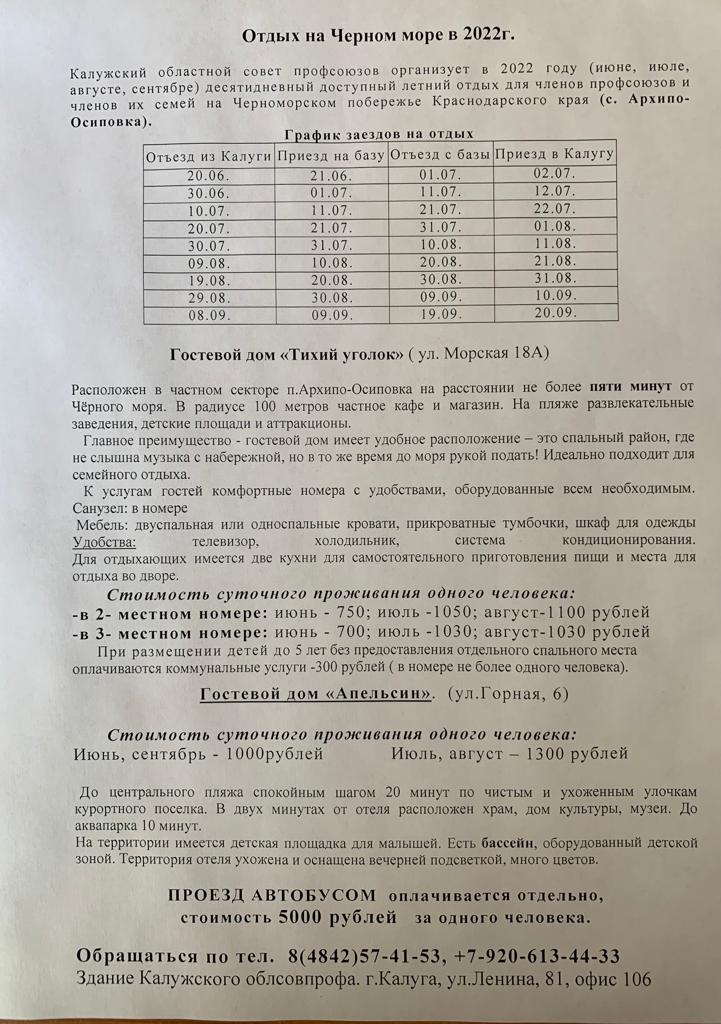 Отдых на Черном море в 2022г.
Калужский областной совет профсоюзов организует в 2022 году (июне, июле,
августе, сентябре) десятидневный доступный летний отдых для членов профсоюзов и
членов их семей на Черноморском побережье Краснодарского края (с. Архипо-
Осиповка).
График заездов на отдых
Отъезд из Калуги Приезд на базу Отъезд с базы Приезд в Калугу
20.06. 21.06. 01.07. 02.07.
30.06. 01.07. 11.07. 12.07.
10.07. 11.07. 21.07. 22.07.
20.07. 21.07. 31.07. 01.08.
30.07. 31.07. 10.08. 11.08.
09.08. 10.08. 20.08. 21.08.
19.08. 20.08. 30.08. 31.08.
29.08. 30.08. 09.09. 10.09.
08.09. 09.09. 19.09. 20.09.
Гостевой дом «Тихий уголок» ( ул. Морская 18А)
Расположен в частном секторе п.Архипо-Осиповка на расстоянии не более пяти минут от
Чёрного моря. В радиусе 100 метров частное кафе и магазин. На пляже развлекательные
заведения, детские площади и аттракционы.
Главное преимущество - гостевой дом имеет удобное расположение – это спальный район, где
не слышна музыка с набережной, но в то же время до моря рукой подать! Идеально подходит для
семейного отдыха.
К услугам гостей комфортные номера с удобствами, оборудованные всем необходимым.
Санузел: в номере
Мебель: двуспальная или односпальные кровати, прикроватные тумбочки, шкаф для одежды
Удобства: телевизор, холодильник, система кондиционирования.
Для отдыхающих имеется две кухни для самостоятельного приготовления пищи и места для
отдыха во дворе.
Стоимость суточного проживания одного человека:
-в 2- местном номере: июнь - 750; июль -1050; август-1100 рублей
-в 3- местном номере: июнь - 700; июль -1030; август-1030 рублей
При размещении детей до 5 лет без предоставления отдельного спального места
оплачиваются коммунальные услуги -300 рублей ( в номере не более одного человека).
Гостевой дом «Апельсин». (ул.Горная, 6)
Стоимость суточного проживания одного человека:
Июнь, сентябрь - 1000рублей Июль, август – 1300 рублей
До центрального пляжа спокойным шагом 20 минут по чистым и ухоженным улочкам
курортного поселка. В двух минутах от отеля расположен храм, дом культуры, музеи. До
аквапарка 10 минут.
На территории имеется детская площадка для малышей. Есть бассейн, оборудованный детской
зоной. Территория отеля ухожена и оснащена вечерней подсветкой, много цветов.
ПРОЕЗД АВТОБУСОМ оплачивается отдельно,
стоимость 5000 рублей за одного человека.
Обращаться по тел. 8(4842)57-41-53, +7-920-613-44-33
Здание Калужского облсовпрофа. г.Калуга, ул.Ленина, 81, офис 106